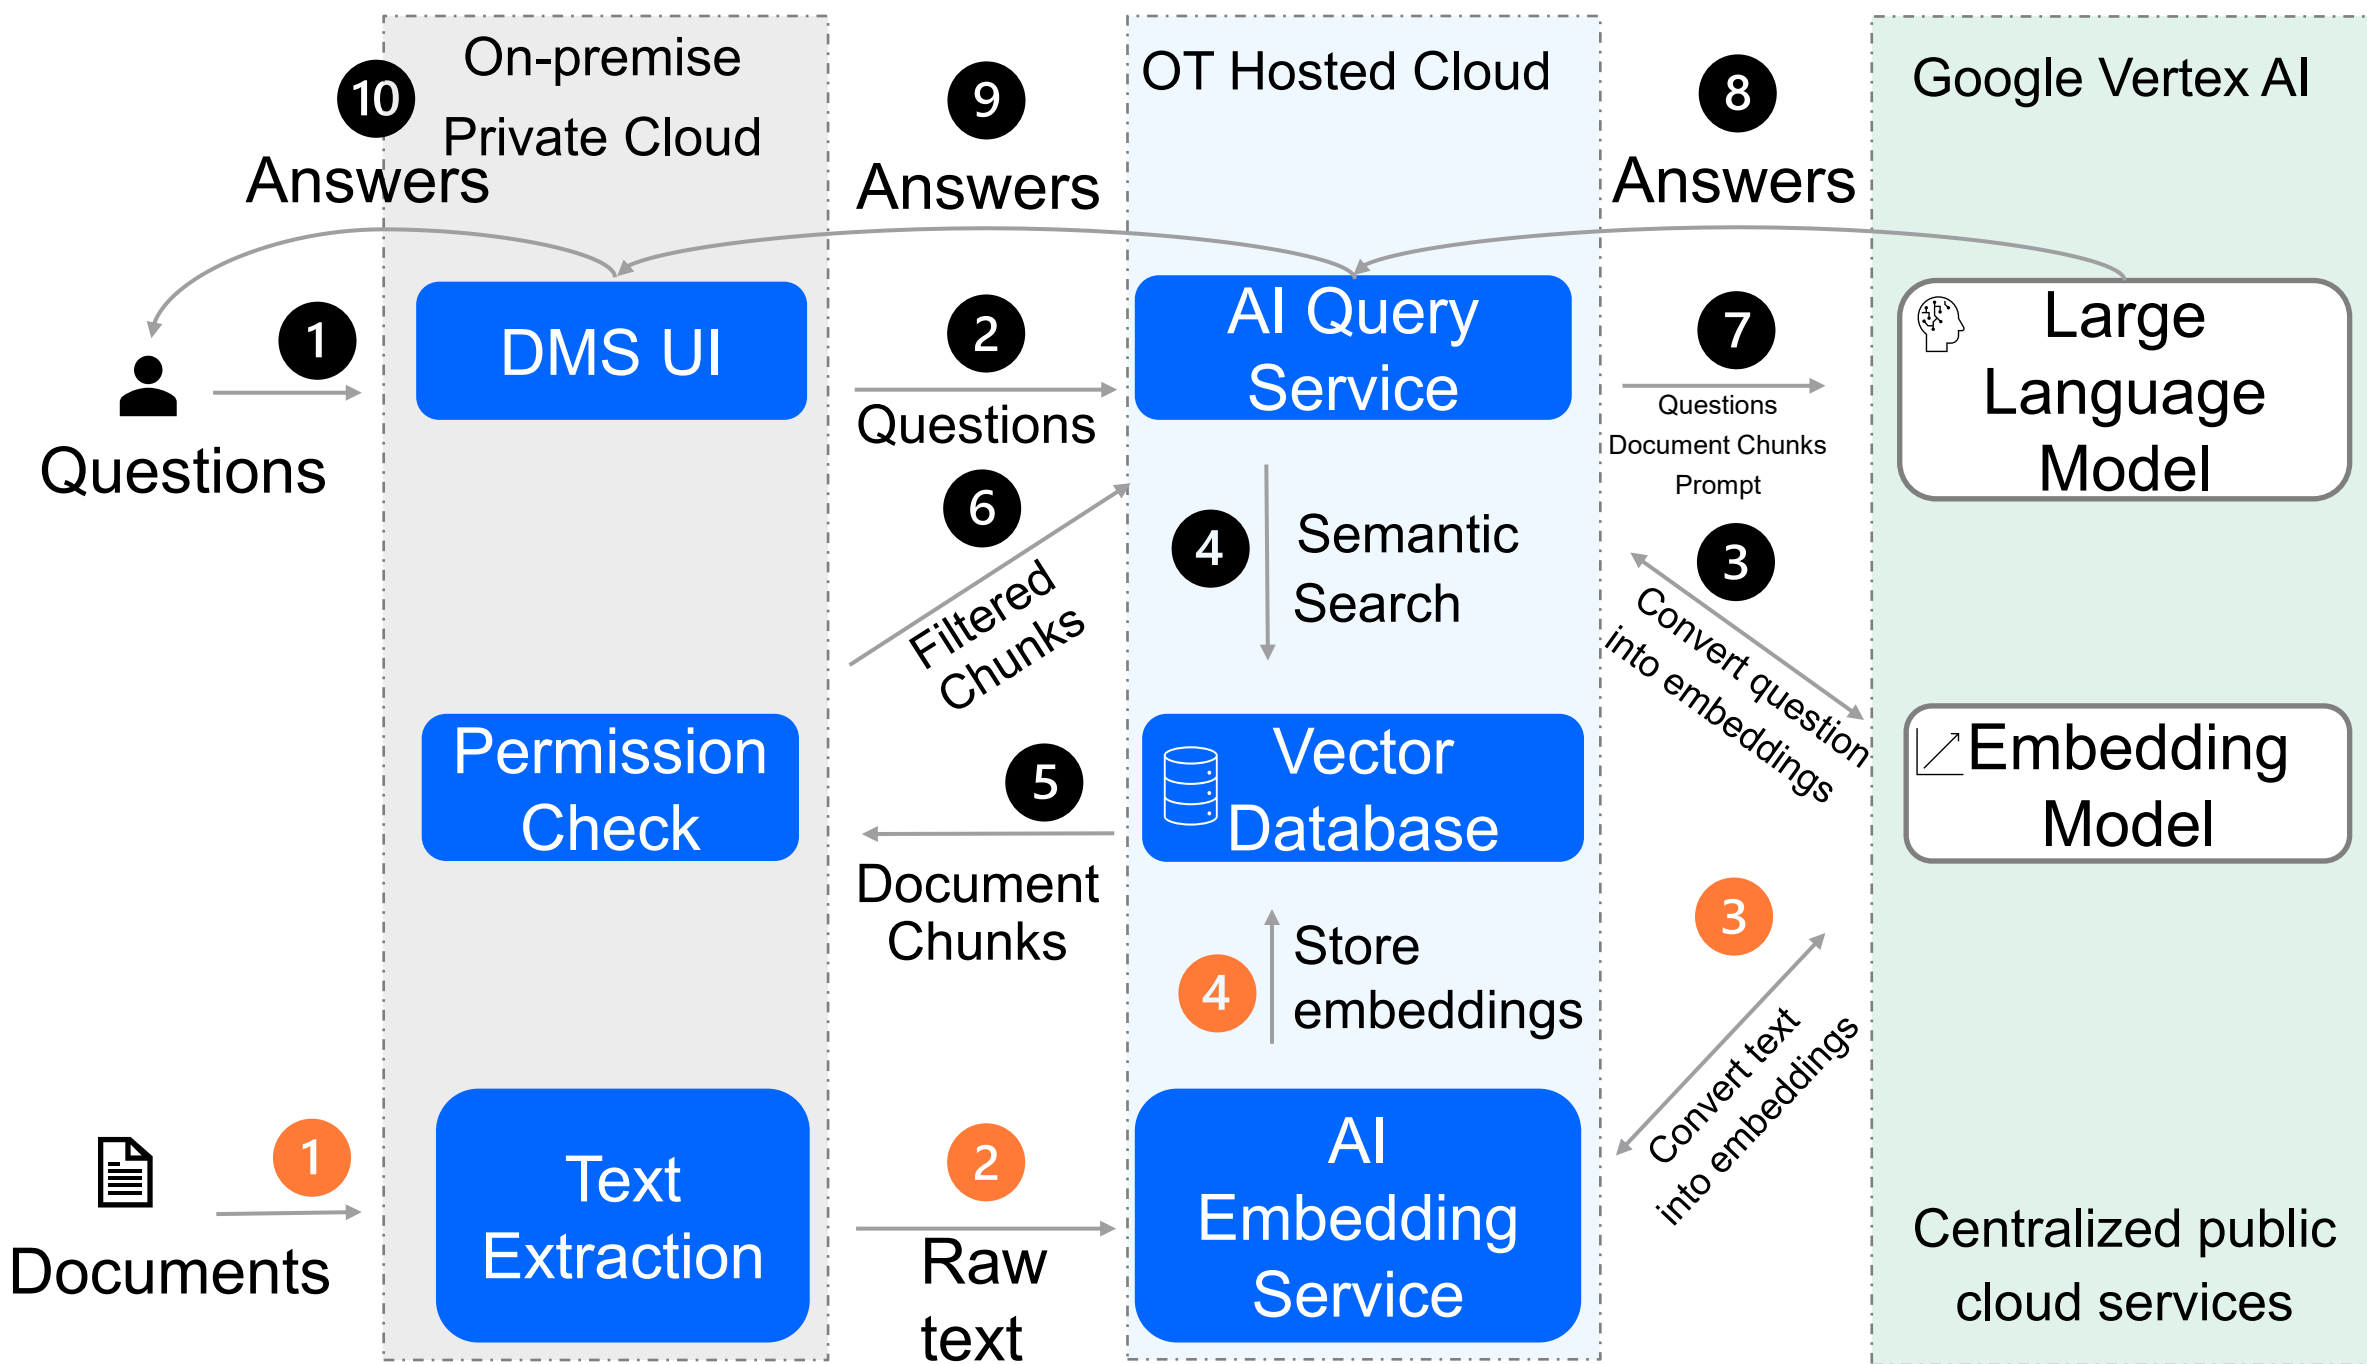 On-premise
Private Cloud
OT Hosted Cloud
Google Vertex AI
10
Answers
9
Answers
8
Answers
1
Questions
DMS UI
2
Questions
AI Query
Service
7
Questions
Document Chunks
Prompt
Large
Language
Model
6
Filtered
Chunks
4
Semantic
Search
3
Convert question
into embeddings
Permission
Check
5
Document
Chunks
Vector
Database
Embedding
Model
4
Store
embeddings
3
Convert text
into embeddings
1
Documents
Text
Extraction
2
Raw
text
AI
Embedding
Service
Centralized public
cloud services